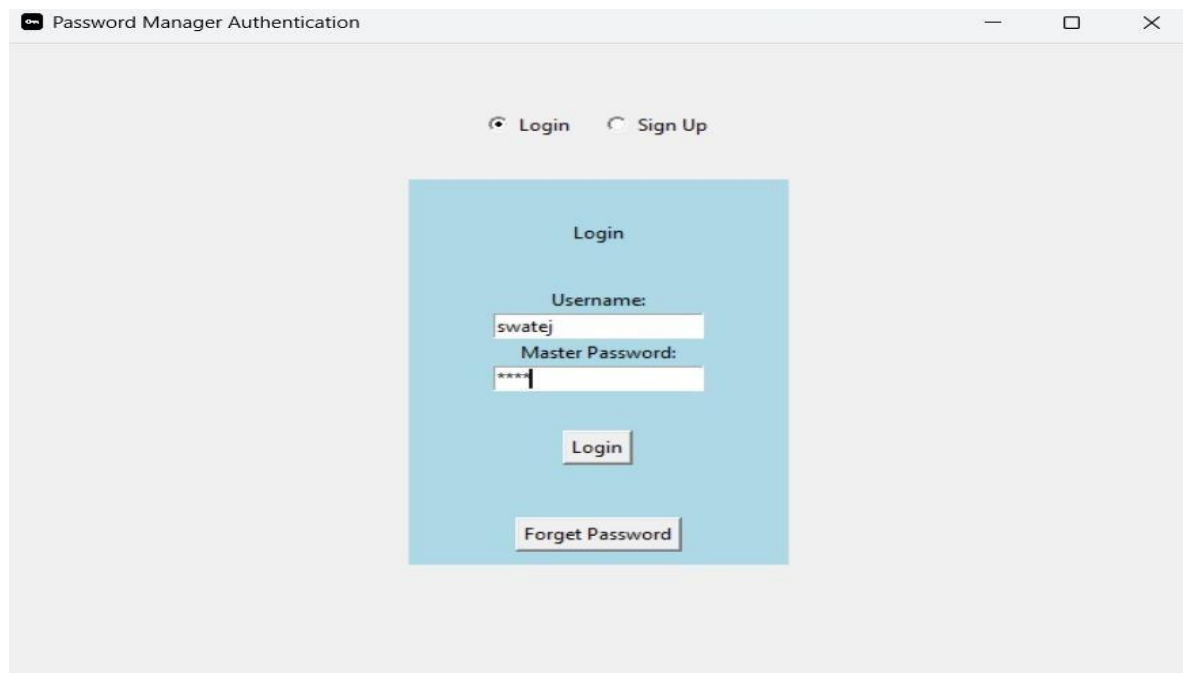 Password Manager Authentication
Login Sign Up
Login
Username:
swatej
Master Password:
****
Login
Forget Password